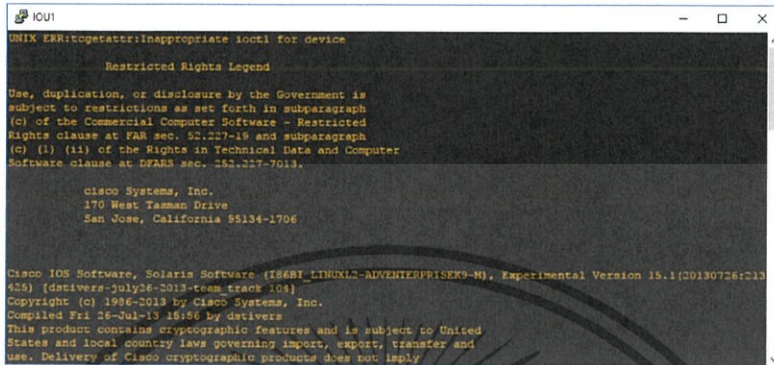 IOU1
UNIX ERR:tcgetattr:Inappropriate ioctl for device
Restricted Rights Legend
Use, duplication, or disclosure by the Government is
subject to restrictions as set forth in subparagraph
(c) of the Commercial Computer Software - Restricted
Rights clause at FAR sec. 52.227-19 and subparagraph
(c) (1) (ii) of the Rights in Technical Data and Computer
Software clause at DFARS sec. 252.227-7013.
cisco Systems, Inc.
170 West Tasman Drive
San Jose, California 95134-1706
Cisco IOS Software, Solaris Software (I86BI_LINUXL2-ADVENTERPRISEK9-M), Experimental Version 15.1(20130726:213
425) [dstivers-july26-2013-team_track 104]
Copyright (c) 1986-2013 by Cisco Systems, Inc.
Compiled Fri 26-Jul-13 15:56 by dstivers
This product contains cryptographic features and is subject to United
States and local country laws governing import, export, transfer and
use. Delivery of Cisco cryptographic products does not imply